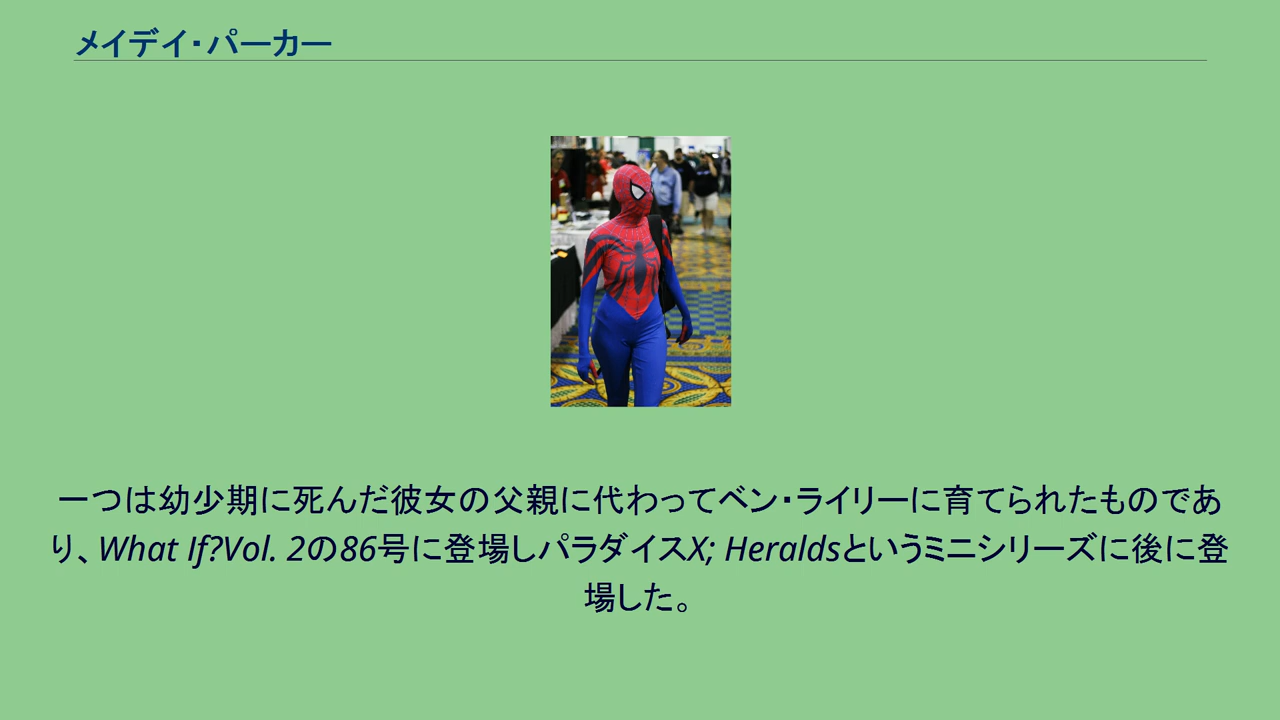 メイデイ・パーカー
一つは幼少期に死んだ彼女の父親に代わってベン・ライリーに育てられたものであ
り、What If?Vol. 2の86号に登場しパラダイスX; Heraldsというミニシリーズに後に登
場した。